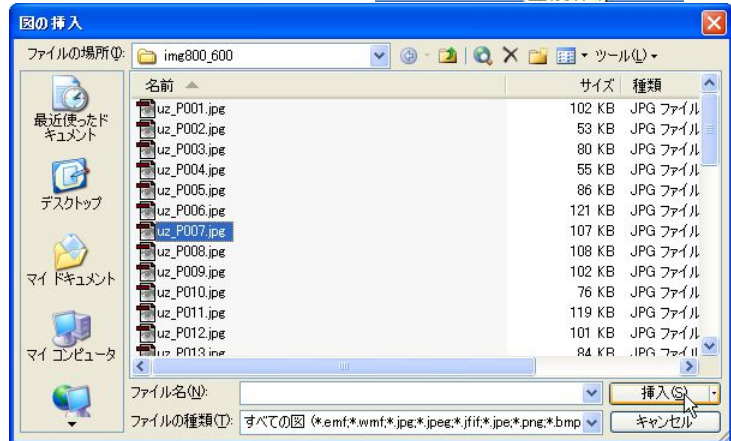 図の挿入
ファイルの場所(I): img800_600 ツール(L)
名前 サイズ 種類
最近使ったドキュメント
デスクトップ
マイ ドキュメント
マイ コンピュータ
uz_P001.jpg 102 KB JPG ファイル
uz_P002.jpg 53 KB JPG ファイル
uz_P003.jpg 80 KB JPG ファイル
uz_P004.jpg 55 KB JPG ファイル
uz_P005.jpg 86 KB JPG ファイル
uz_P006.jpg 121 KB JPG ファイル
uz_P007.jpg 107 KB JPG ファイル
uz_P008.jpg 108 KB JPG ファイル
uz_P009.jpg 102 KB JPG ファイル
uz_P010.jpg 76 KB JPG ファイル
uz_P011.jpg 119 KB JPG ファイル
uz_P012.jpg 101 KB JPG ファイル
uz_P013.jpg 84 KB JPG ファイル
ファイル名(N): 挿入(S)
ファイルの種類(T): すべての図 (*.emf;*.wmf;*.jpg;*.jpeg;*.jfif;*.jpe;*.png;*.bmp キャンセル